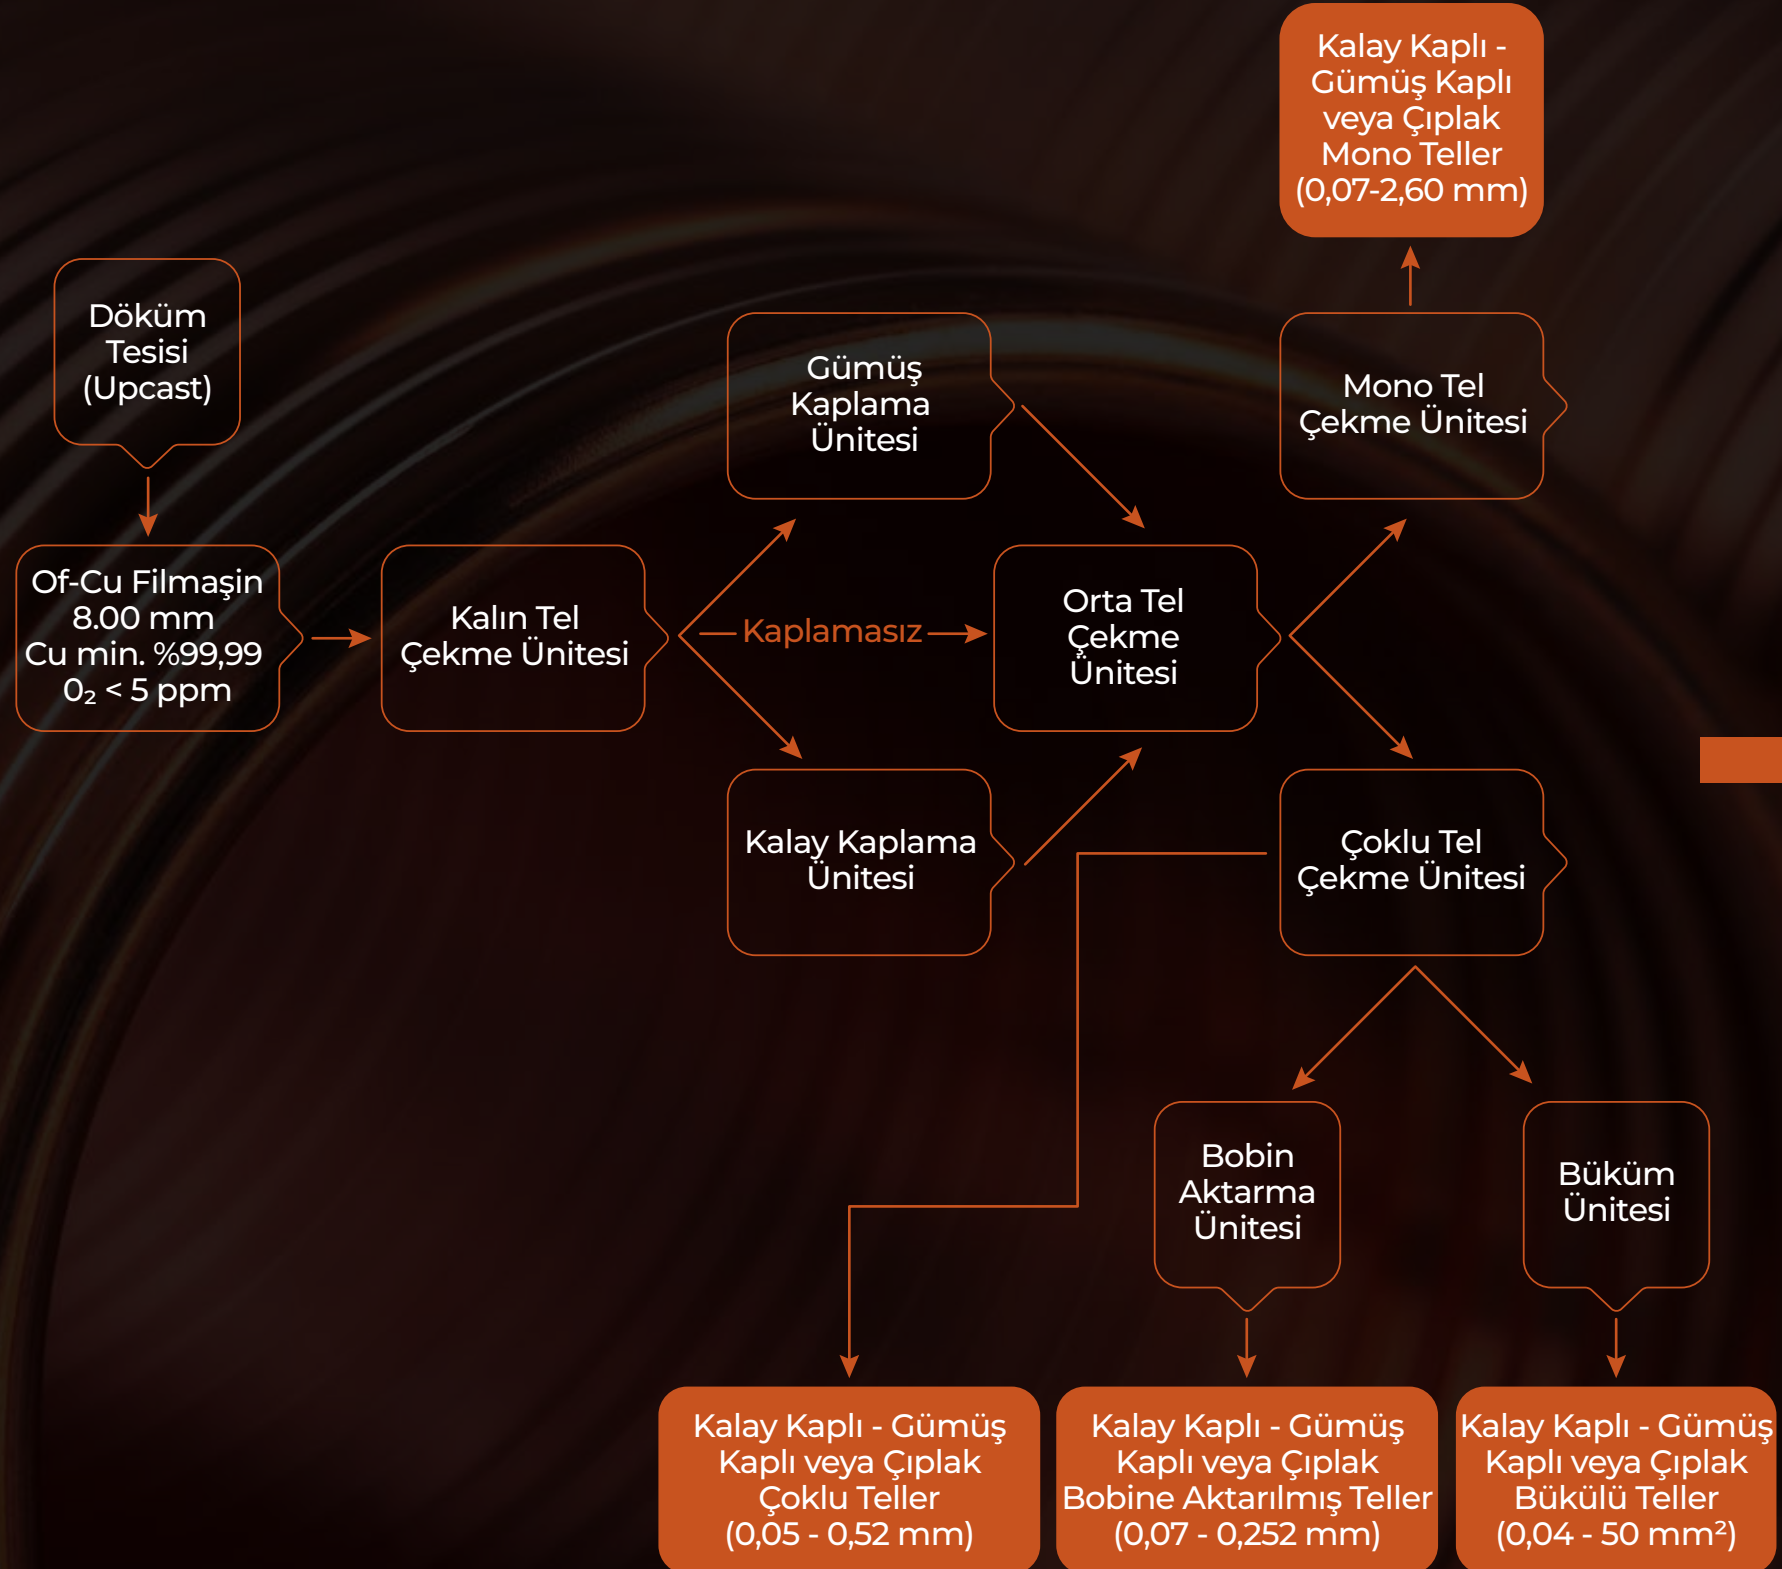 Kalay Kaplı -
Gümüş Kaplı
veya Çıplak
Mono Teller
(0,07-2,60 mm)
Döküm
Tesisi
(Upcast)
Gümüş
Kaplama
Ünitesi
Mono Tel
Çekme Ünitesi
Of-Cu Filmaşin
8.00 mm
Cu min. %99,99
0₂ < 5 ppm
Kalın Tel
Çekme Ünitesi
Kaplamasız
Orta Tel
Çekme
Ünitesi
Kalay Kaplama
Ünitesi
Çoklu Tel
Çekme Ünitesi
Bobin
Aktarma
Ünitesi
Büküm
Ünitesi
Kalay Kaplı - Gümüş
Kaplı veya Çıplak
Çoklu Teller
(0,05 - 0,52 mm)
Kalay Kaplı - Gümüş
Kaplı veya Çıplak
Bobine Aktarılmış Teller
(0,07 - 0,252 mm)
Kalay Kaplı - Gümüş
Kaplı veya Çıplak
Bükülü Teller
(0,04 - 50 mm²)